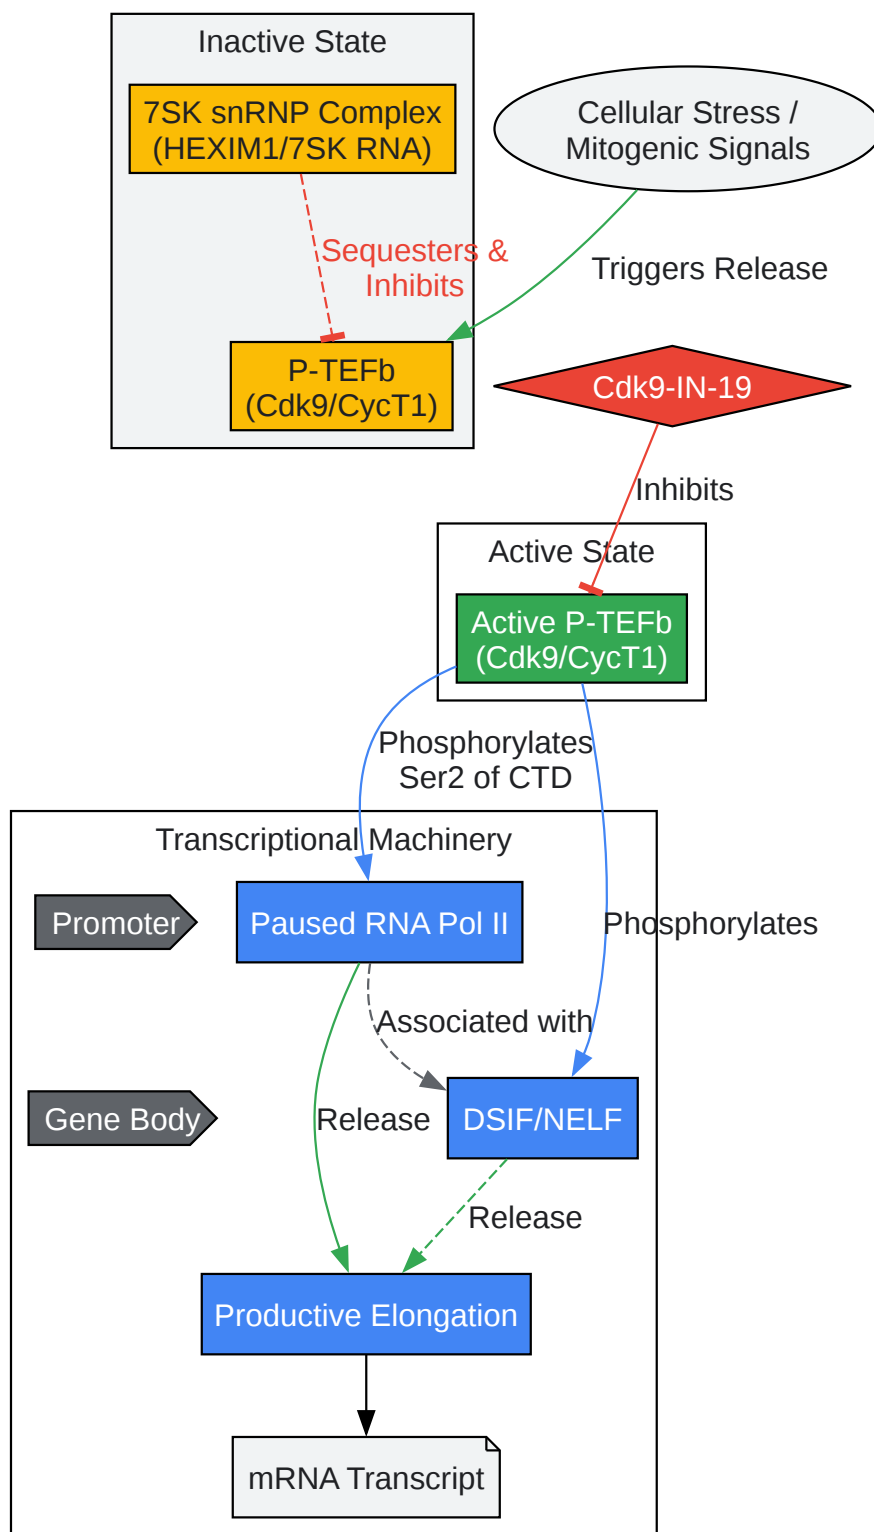 Inactive State
7SK snRNP Complex
(HEXIM1/7SK RNA)
Cellular Stress /
Mitogenic Signals
Sequesters &
Inhibits
Triggers Release
P-TEFb
(Cdk9/CycT1)
Cdk9-IN-19
Inhibits
Active State
Active P-TEFb
(Cdk9/CycT1)
Phosphorylates
Ser2 of CTD
Transcriptional Machinery
Promoter
Paused RNA Pol II
Phosphorylates
Associated with
Gene Body
Release
DSIF/NELF
Release
Productive Elongation
mRNA Transcript